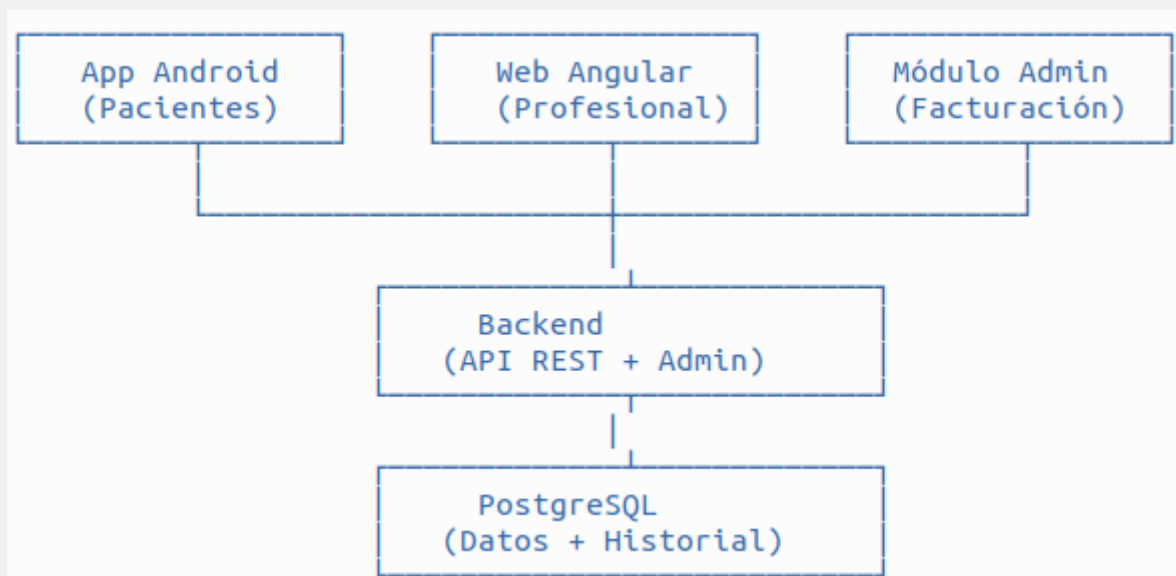 App Android
(Pacientes)
Web Angular
(Profesional)
Módulo Admin
(Facturación)
Backend
(API REST + Admin)
PostgreSQL
(Datos + Historial)